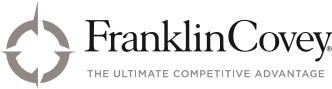 FranklinCovey®
THE ULTIMATE COMPETITIVE ADVANTAGE